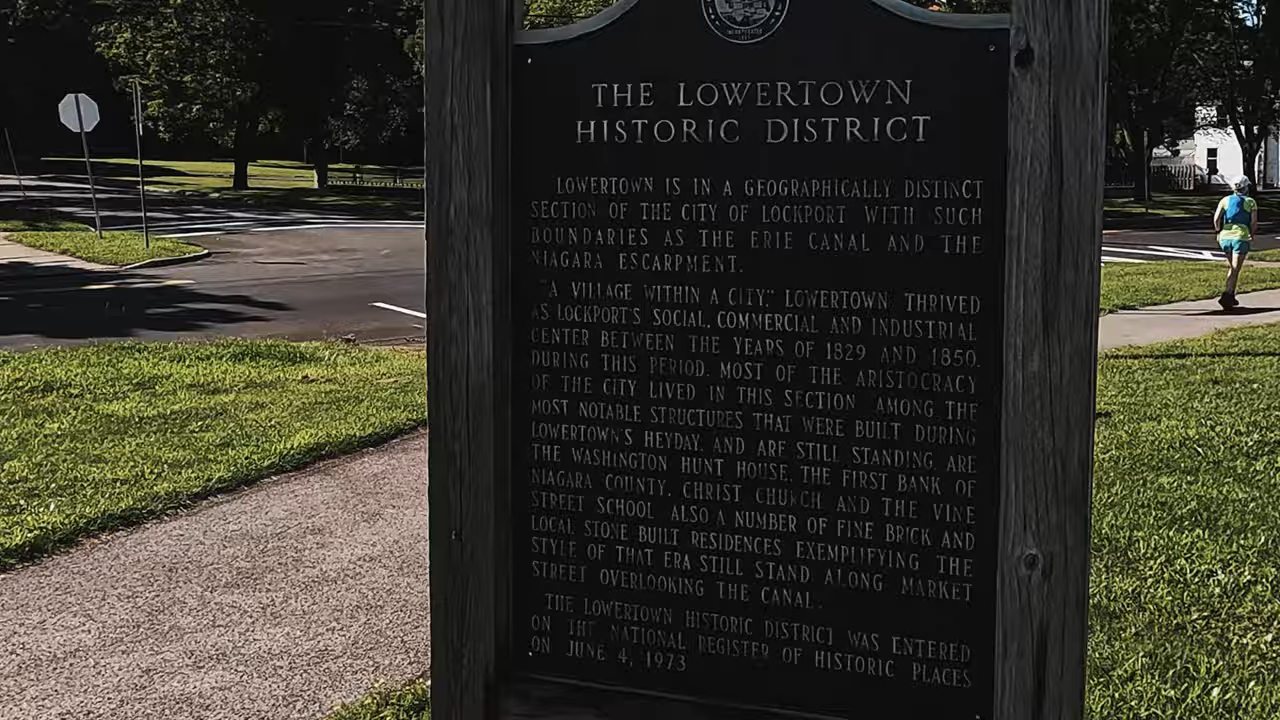 THE LOWERTOWN
HISTORIC DISTRICT
LOWERTOWN IS IN A GEOGRAPHICALLY DISTINCT
SECTION OF THE CITY OF LOCKPORT WITH SUCH
BOUNDARIES AS THE ERIE CANAL AND THE
NIAGARA ESCARPMENT.
"A VILLAGE WITHIN A CITY," LOWERTOWN THRIVED
AS LOCKPORT'S SOCIAL, COMMERCIAL AND INDUSTRIAL
CENTER BETWEEN THE YEARS OF 1829 AND 1850.
DURING THIS PERIOD, MOST OF THE ARISTOCRACY
OF THE CITY LIVED IN THIS SECTION AMONG THE
MOST NOTABLE STRUCTURES THAT WERE BUILT DURING
LOWERTOWN'S HEYDAY, AND ARE STILL STANDING, ARE
THE WASHINGTON HUNT HOUSE, THE FIRST BANK OF
NIAGARA COUNTY, CHRIST CHURCH, AND THE VINE
STREET SCHOOL ALSO A NUMBER OF FINE BRICK AND
LOCAL STONE BUILT RESIDENCES EXEMPLIFYING THE
STYLE OF THAT ERA STILL STAND ALONG MARKET
STREET OVERLOOKING THE CANAL.
THE LOWERTOWN HISTORIC DISTRICT WAS ENTERED
ON THE NATIONAL REGISTER OF HISTORIC PLACES
ON JUNE 4, 1973